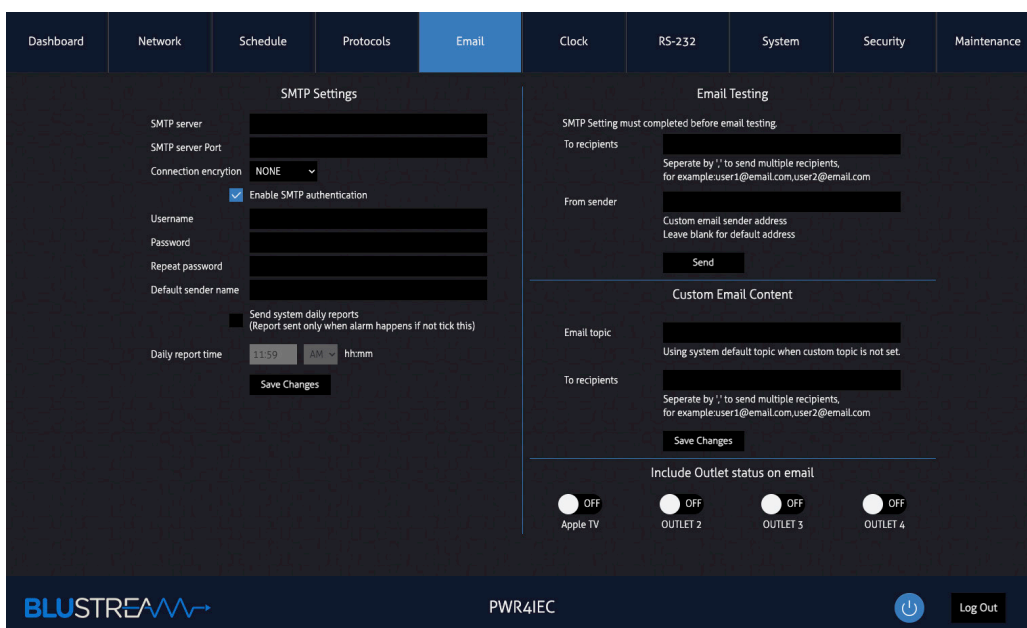 Dashboard Network Schedule Protocols Email Clock RS-232 System Security Maintenance
SMTP Settings
SMTP server
SMTP server Port
Connection encrytion NONE
Enable SMTP authentication
Username
Password
Repeat password
Default sender name
Send system daily reports
(Report sent only when alarm happens if not tick this)
Daily report time 11:59 AM hh:mm
Save Changes
Email Testing
SMTP Setting must completed before email testing.
To recipients
Seperate by ',' to send multiple recipients,
for example:user1@email.com,user2@email.com
From sender
Custom email sender address
Leave blank for default address
Send
Custom Email Content
Email topic
Using system default topic when custom topic is not set.
To recipients
Seperate by ',' to send multiple recipients,
for example:user1@email.com,user2@email.com
Save Changes
Include Outlet status on email
OFF OFF OFF OFF
Apple TV OUTLET 2 OUTLET 3 OUTLET 4
BLUSTREAM PWR4IEC Log Out